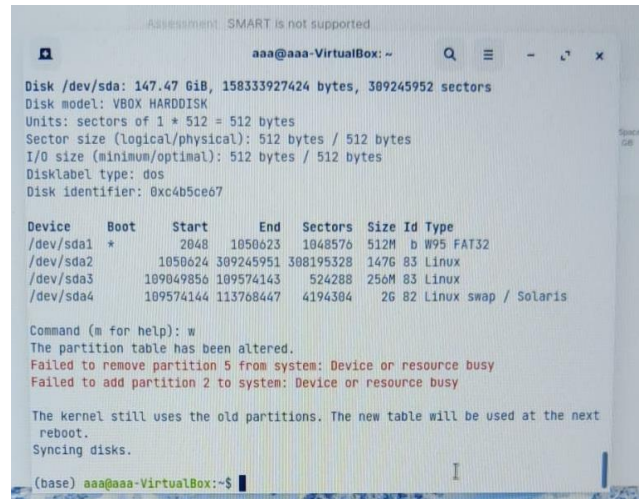 Assessment SMART is not supported
aaa@aaa-VirtualBox: ~
Disk /dev/sda: 147.47 GiB, 158333927424 bytes, 309245952 sectors
Disk model: VBOX HARDDISK
Units: sectors of 1 * 512 = 512 bytes
Sector size (logical/physical): 512 bytes / 512 bytes
I/O size (minimum/optimal): 512 bytes / 512 bytes
Disklabel type: dos
Disk identifier: 0xc4b5ce67
Device Boot Start End Sectors Size Id Type
/dev/sda1 * 2048 1050623 1048576 512M b W95 FAT32
/dev/sda2 1050624 309245951 308195328 147G 83 Linux
/dev/sda3 109049856 109574143 524288 256M 83 Linux
/dev/sda4 109574144 113768447 4194304 2G 82 Linux swap / Solaris
Command (m for help): w
The partition table has been altered.
Failed to remove partition 5 from system: Device or resource busy
Failed to add partition 2 to system: Device or resource busy
The kernel still uses the old partitions. The new table will be used at the next
reboot.
Syncing disks.
(base) aaa@aaa-VirtualBox:~$